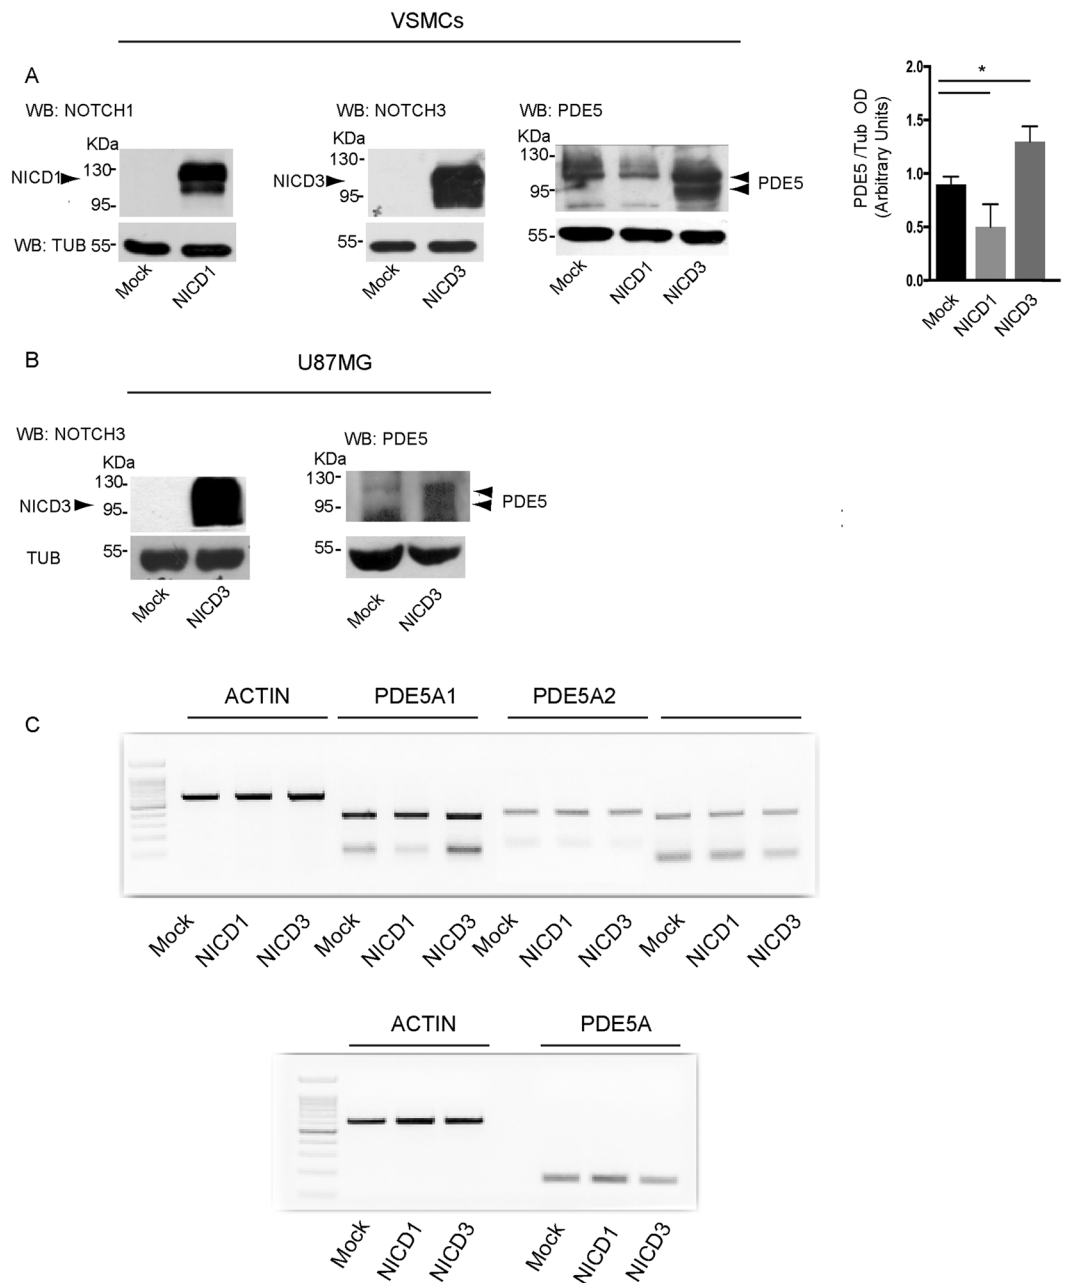 VSMCs
A
WB: NOTCH1
KDa
130-
NICD1
95-
WB: TUB 55-
Mock NICD1
WB: NOTCH3
130-
NICD3
95-
55-
Mock NICD3
WB: PDE5
KDa
130-
95-
PDE5
55-
Mock NICD1 NICD3
PDE5 /Tub OD
(Arbitrary Units)
2.0
1.5
1.0
0.5
0.0
*
Mock NICD1 NICD3
B
U87MG
WB: NOTCH3
KDa
130-
NICD3
95-
TUB
55-
Mock NICD3
WB: PDE5
KDa
130-
95-
PDE5
55-
Mock NICD3
:
C
ACTIN PDE5A1 PDE5A2
Mock NICD1 NICD3 Mock NICD1 NICD3 Mock NICD1 NICD3 Mock NICD1 NICD3
ACTIN PDE5A
Mock NICD1 NICD3 Mock NICD1 NICD3